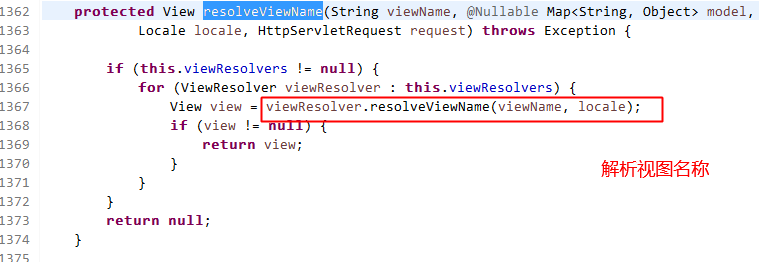 1362 protected View resolveViewName(String viewName, @Nullable Map<String, Object> model,
1363 Locale locale, HttpServletRequest request) throws Exception {
1364
1365 if (this.viewResolvers != null) {
1366 for (ViewResolver viewResolver : this.viewResolvers) {
1367 View view = viewResolver.resolveViewName(viewName, locale);
1368 if (view != null) {
1369 return view;
1370 }
解析视图名称
1371 }
1372 }
1373 return null;
1374 }
1375